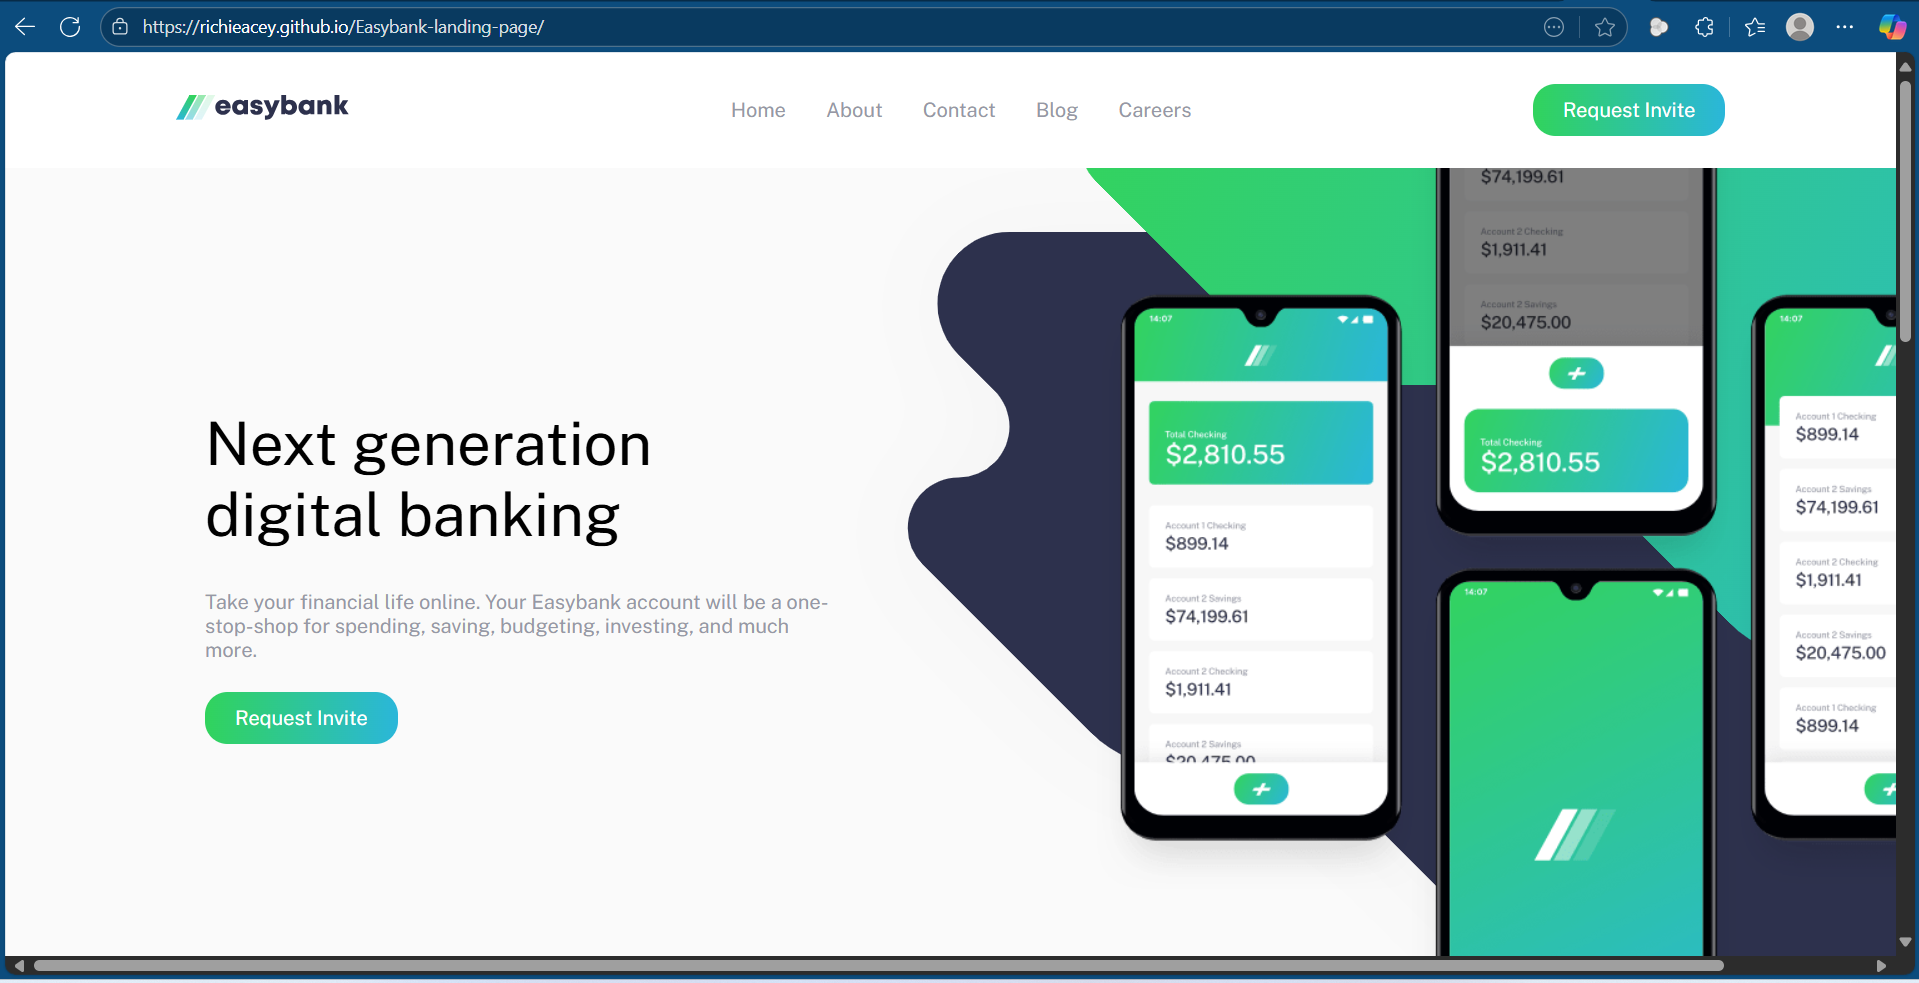 https://richieacey.github.io/Easybank-landing-page/
easybank
Home
About
Contact
Blog
Careers
Request Invite
Next generation
digital banking
Take your financial life online. Your Easybank account will be a one-
stop-shop for spending, saving, budgeting, investing, and much
more.
Request Invite
14:07
Total Checking
$2,810.55
Account 1 Checking
$899.14
Account 2 Savings
$74,199.61
Account 2 Checking
$1,911.41
Account 2 Savings
$20,475.00
$74,199.61
Account 2 Checking
$1,911.41
Account 2 Savings
$20,475.00
Total Checking
$2,810.55
14:07
14:07
Account 1 Checking
$899.14
Account 2 Savings
$74,199.61
Account 2 Checking
$1,911.41
Account 2 Savings
$20,475.00
Account 1 Checking
$899.14